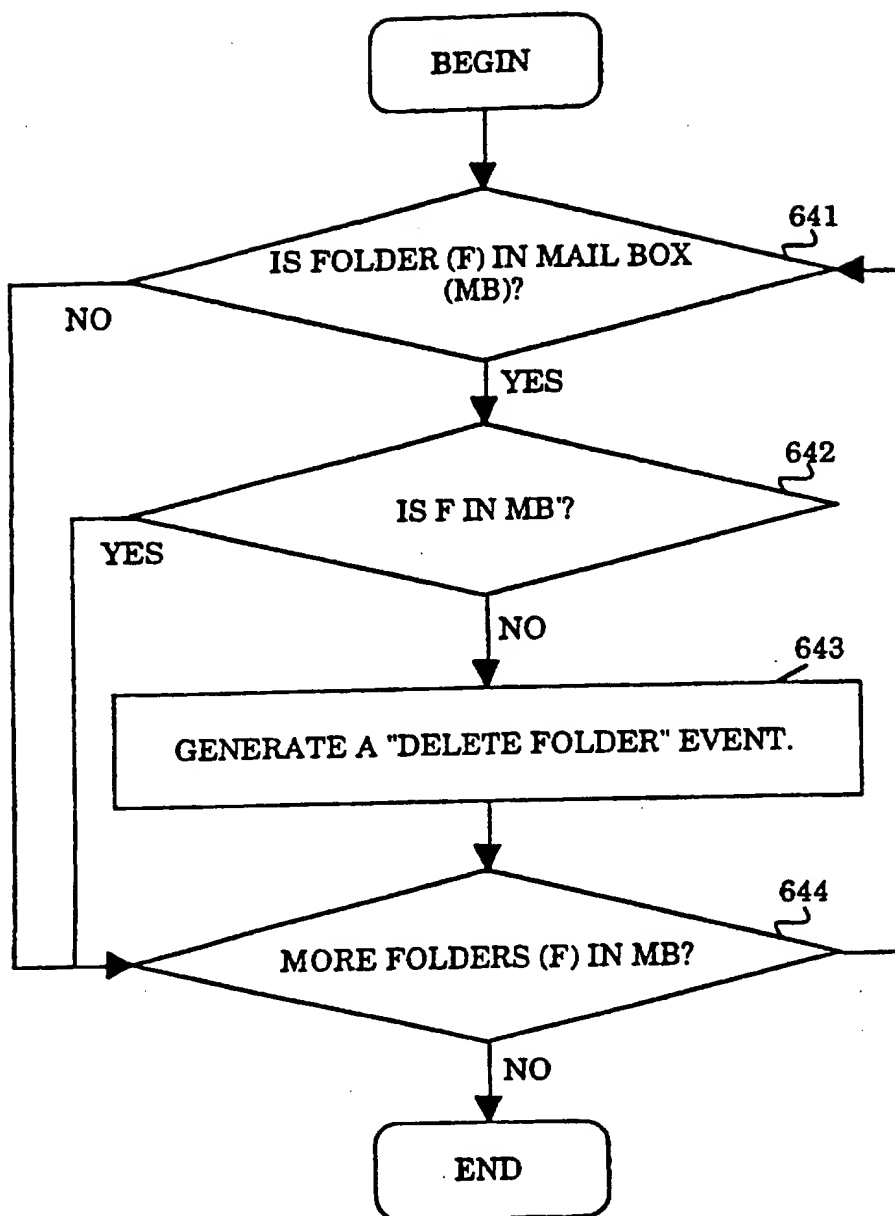 BEGIN
641
IS FOLDER (F) IN MAIL BOX
(MB)?
NO
YES
642
IS F IN MB'?
YES
NO
643
GENERATE A "DELETE FOLDER" EVENT.
644
MORE FOLDERS (F) IN MB?
NO
END